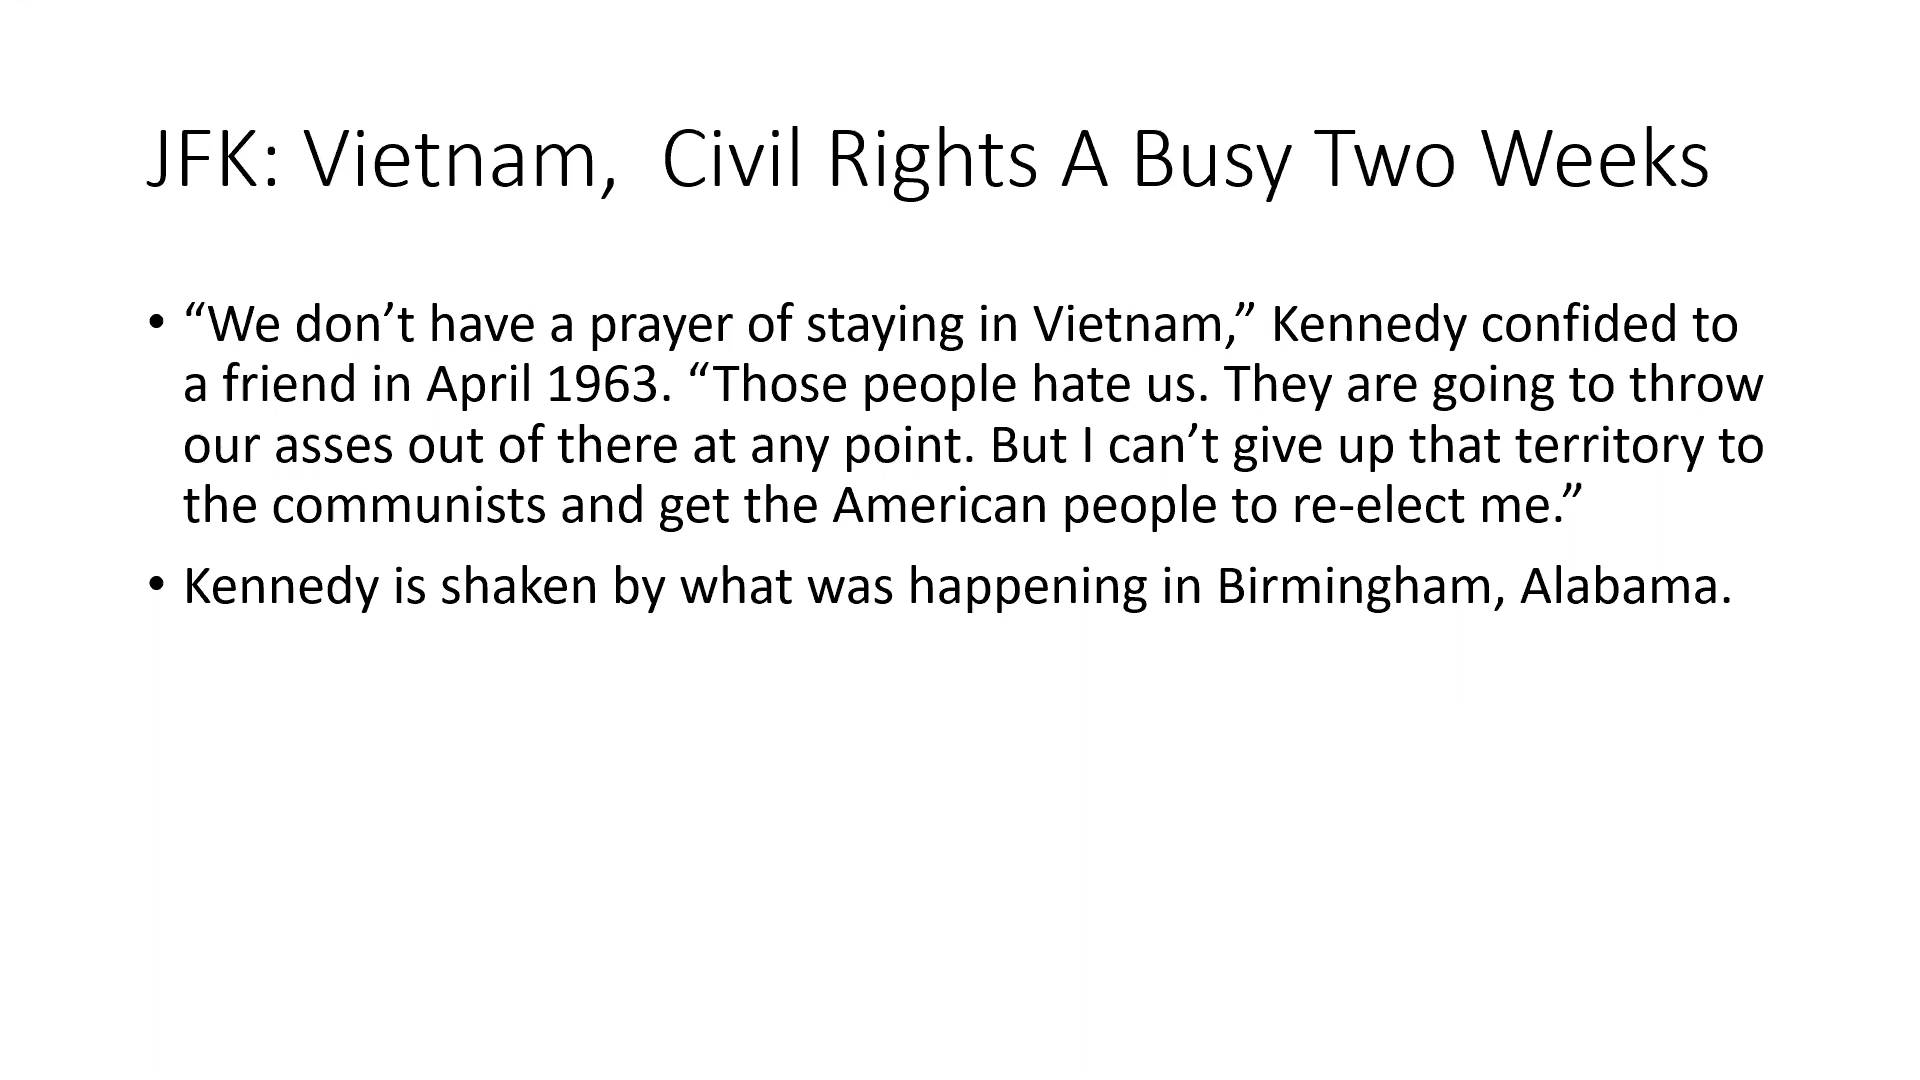 JFK: Vietnam,  Civil Rights A Busy Two Weeks
• “We don’t have a prayer of staying in Vietnam,” Kennedy confided to
a friend in April 1963. “Those people hate us. They are going to throw
our asses out of there at any point. But I can’t give up that territory to
the communists and get the American people to re-elect me.”
• Kennedy is shaken by what was happening in Birmingham, Alabama.